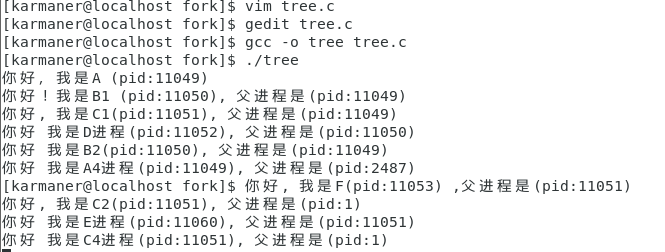 [karmaner@localhost fork]$ vim tree.c
[karmaner@localhost fork]$ gedit tree.c
[karmaner@localhost fork]$ gcc -o tree tree.c
[karmaner@localhost fork]$ ./tree
你好, 我是A (pid:11049)
你好！我是B1 (pid:11050), 父进程是(pid:11049)
你好, 我是C1(pid:11051), 父进程是(pid:11049)
你好 我是D进程(pid:11052), 父进程是(pid:11050)
你好 我是B2(pid:11050), 父进程是(pid:11049)
你好 我是A4进程(pid:11049), 父进程是(pid:2487)
[karmaner@localhost fork]$ 你好, 我是F(pid:11053) ,父进程是(pid:11051)
你好, 我是C2(pid:11051), 父进程是(pid:1)
你好 我是E进程(pid:11060), 父进程是(pid:11051)
你好 我是C4进程(pid:11051), 父进程是(pid:1)